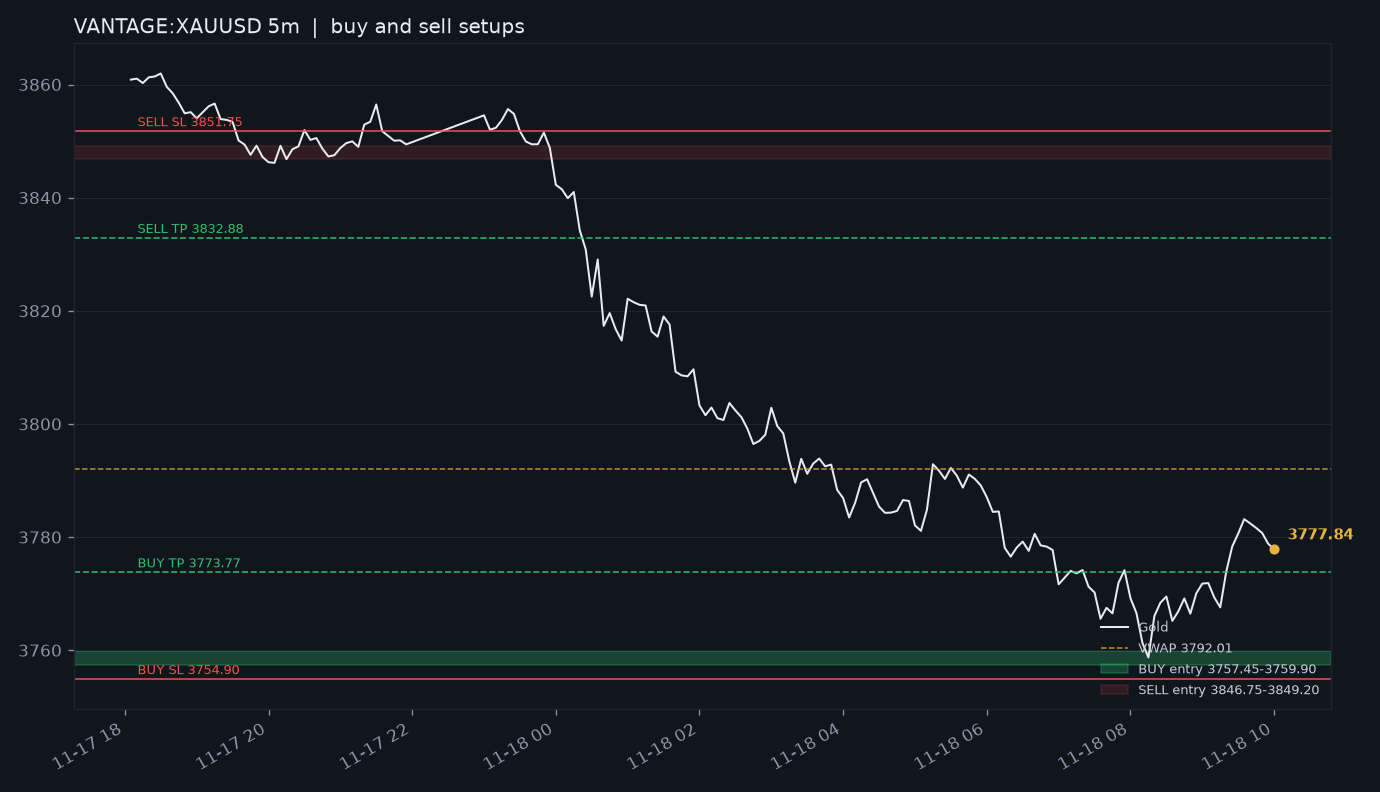 VANTAGE:XAUUSD 5m | buy and sell setups
3860
SELL SL 3851.75
3840
SELL TP 3832.88
3820
3800
3780
3777.84
BUY TP 3773.77
3760
BUY SL 3754.90
Gold
VWAP 3792.01
BUY entry 3757.45-3759.90
SELL entry 3846.75-3849.20
11-17 18
11-17 20
11-17 22
11-18 00
11-18 02
11-18 04
11-18 06
11-18 08
11-18 10